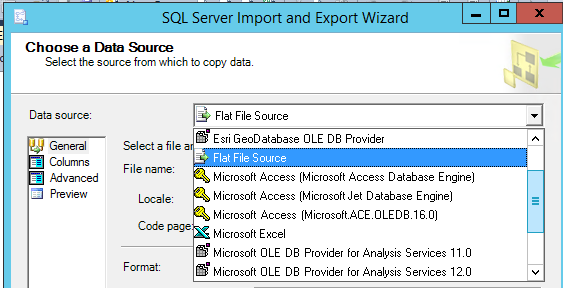 SQL Server Import and Export Wizard
Choose a Data Source
Select the source from which to copy data.
Data source:
Flat File Source
General
Columns
Advanced
Preview
Select a file an
File name:
Locale:
Code page:
Format:
Esri GeoDatabase OLE DB Provider
Flat File Source
Microsoft Access (Microsoft Access Database Engine)
Microsoft Access (Microsoft Jet Database Engine)
Microsoft Access (Microsoft.ACE.OLEDB.16.0)
Microsoft Excel
Microsoft OLE DB Provider for Analysis Services 11.0
Microsoft OLE DB Provider for Analysis Services 12.0